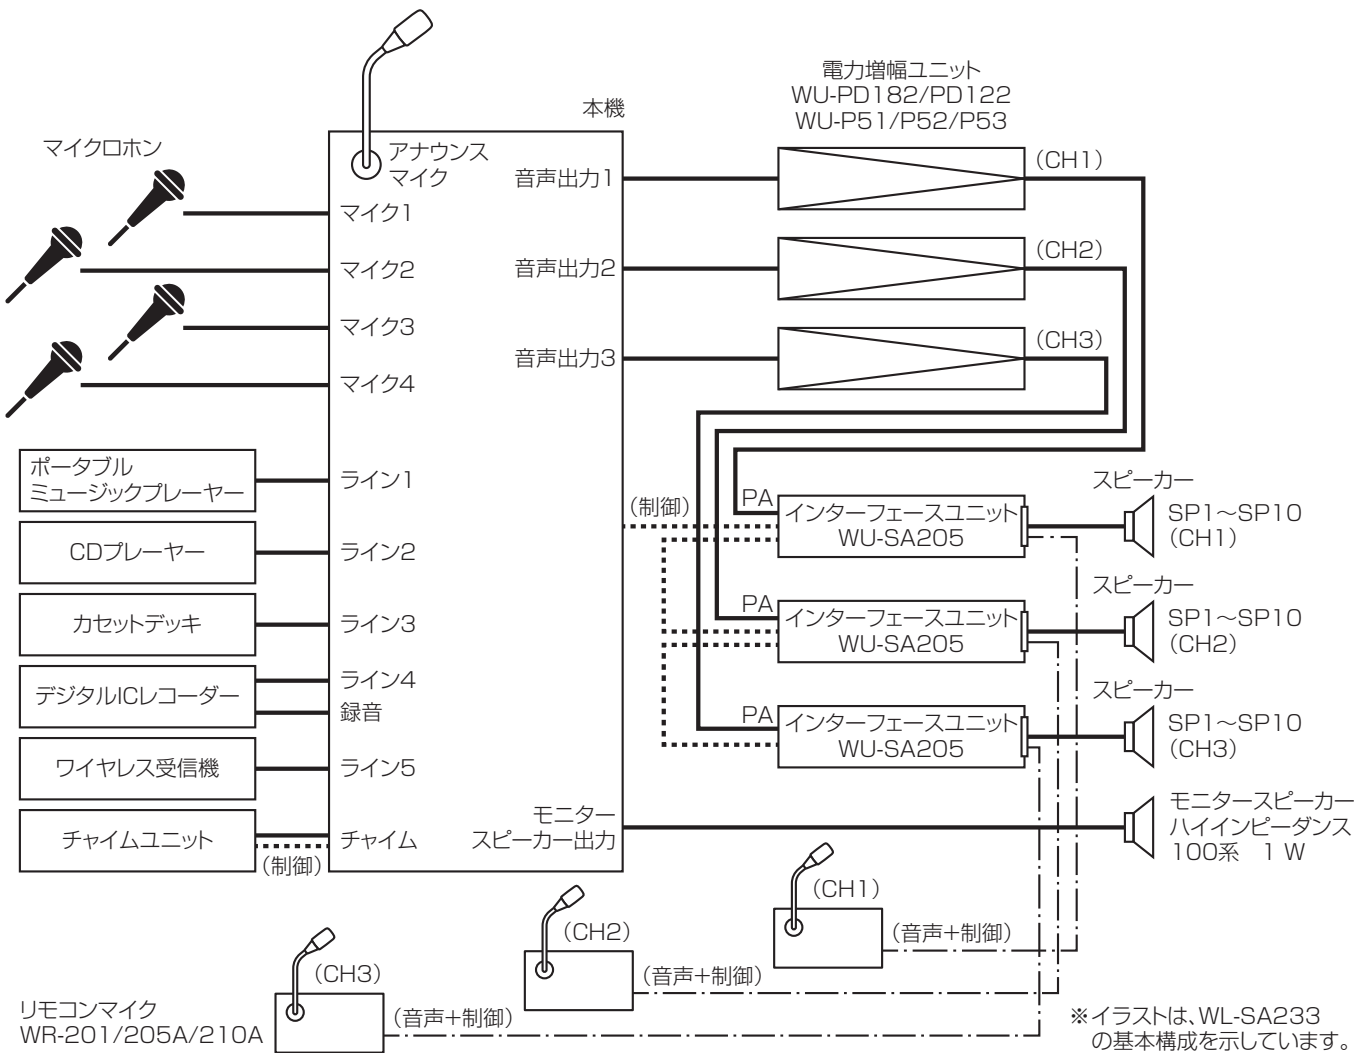 電力増幅ユニット
WU-PD182/PD122
WU-P51/P52/P53
本機
マイクロホン
アナウンス
マイク
マイク1
マイク2
マイク3
マイク4
音声出力1
音声出力2
音声出力3
(CH1)
(CH2)
(CH3)
ポータブル
ミュージックプレーヤー
ライン1
CDプレーヤー
ライン2
カセットデッキ
ライン3
デジタルICレコーダー
ライン4
録音
ワイヤレス受信機
ライン5
チャイムユニット
(制御)
チャイム
モニター
スピーカー出力
(制御)
PA
インターフェースユニット
WU-SA205
スピーカー
SP1～SP10
(CH1)
PA
インターフェースユニット
WU-SA205
スピーカー
SP1～SP10
(CH2)
PA
インターフェースユニット
WU-SA205
スピーカー
SP1～SP10
(CH3)
モニタースピーカー
ハイインピーダンス
100系 1 W
(CH1)
(音声+制御)
(CH2)
(音声+制御)
(CH3)
(音声+制御)
リモコンマイク
WR-201/205A/210A
※イラストは、WL-SA233
の基本構成を示しています。